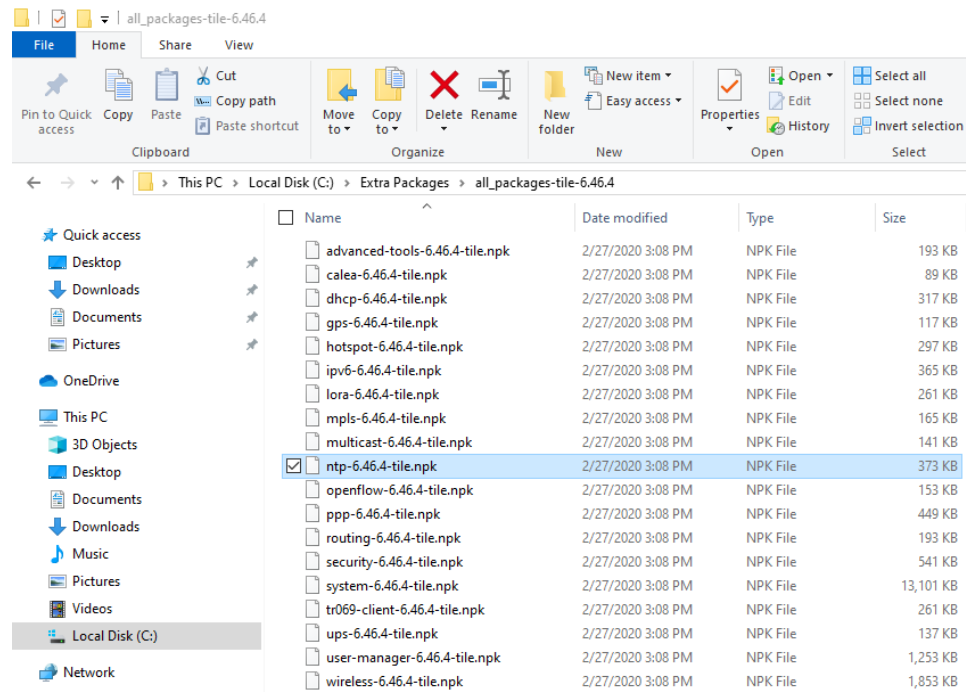 all_packages-tile-6.46.4
File Home Share View
Pin to Quick access
Copy
Paste
Cut
Copy path
Paste shortcut
Move to
Copy to
Delete
Rename
New folder
New item
Easy access
Properties
Open
Edit
History
Select all
Select none
Invert selection
Clipboard Organize New Open Select
This PC > Local Disk (C:) > Extra Packages > all_packages-tile-6.46.4
Quick access
Desktop
Downloads
Documents
Pictures
OneDrive
This PC
3D Objects
Desktop
Documents
Downloads
Music
Pictures
Videos
Local Disk (C:)
Network
Name Date modified Type Size
advanced-tools-6.46.4-tile.npk 2/27/2020 3:08 PM NPK File 193 KB
calea-6.46.4-tile.npk 2/27/2020 3:08 PM NPK File 89 KB
dhcp-6.46.4-tile.npk 2/27/2020 3:08 PM NPK File 317 KB
gps-6.46.4-tile.npk 2/27/2020 3:08 PM NPK File 117 KB
hotspot-6.46.4-tile.npk 2/27/2020 3:08 PM NPK File 297 KB
ipv6-6.46.4-tile.npk 2/27/2020 3:08 PM NPK File 365 KB
lora-6.46.4-tile.npk 2/27/2020 3:08 PM NPK File 261 KB
mpls-6.46.4-tile.npk 2/27/2020 3:08 PM NPK File 165 KB
multicast-6.46.4-tile.npk 2/27/2020 3:08 PM NPK File 141 KB
ntp-6.46.4-tile.npk 2/27/2020 3:08 PM NPK File 373 KB
openflow-6.46.4-tile.npk 2/27/2020 3:08 PM NPK File 153 KB
ppp-6.46.4-tile.npk 2/27/2020 3:08 PM NPK File 449 KB
routing-6.46.4-tile.npk 2/27/2020 3:08 PM NPK File 193 KB
security-6.46.4-tile.npk 2/27/2020 3:08 PM NPK File 541 KB
system-6.46.4-tile.npk 2/27/2020 3:08 PM NPK File 13,101 KB
tr069-client-6.46.4-tile.npk 2/27/2020 3:08 PM NPK File 261 KB
ups-6.46.4-tile.npk 2/27/2020 3:08 PM NPK File 137 KB
user-manager-6.46.4-tile.npk 2/27/2020 3:08 PM NPK File 1,253 KB
wireless-6.46.4-tile.npk 2/27/2020 3:08 PM NPK File 1,853 KB